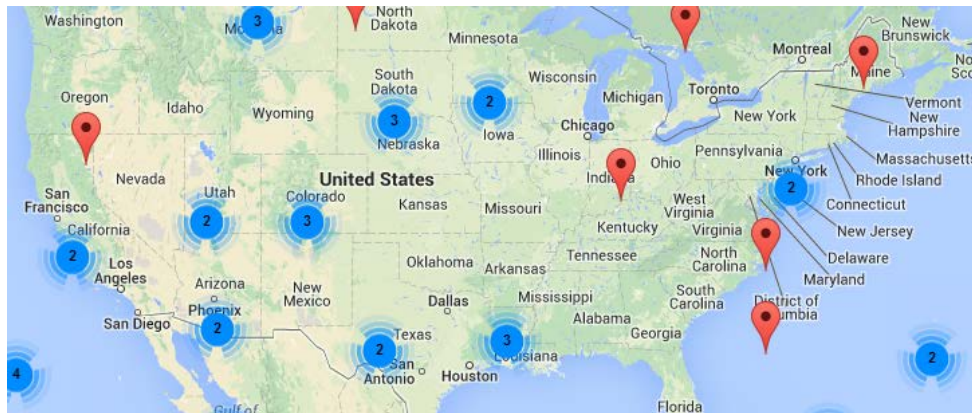 Washington
3
North
Dakota
Minnesota
Montreal
New
Brunswick
Maine
Oregon
Idaho
Wyoming
South
Dakota
Wisconsin
Michigan
Toronto
Vermont
New
Hampshire
New York
3
Nebraska
2
Iowa
Chicago
Massachusetts
Nevada
Utah
Colorado
United States
Illinois
Ohio
Pennsylvania
New York
Rhode Island
Connecticut
San
Francisco
California
2
3
Kansas
Missouri
Kentucky
West
Virginia
Virginia
2
New Jersey
Delaware
Maryland
2
Los
Angeles
Arizona
Phoenix
New
Mexico
Oklahoma
Arkansas
Tennessee
North
Carolina
South
Carolina
District of
San Diego
2
Dallas
Mississippi
Alabama
Georgia
Texas
2
San
Antonio
Houston
3
4
2
Gulf of
Florida